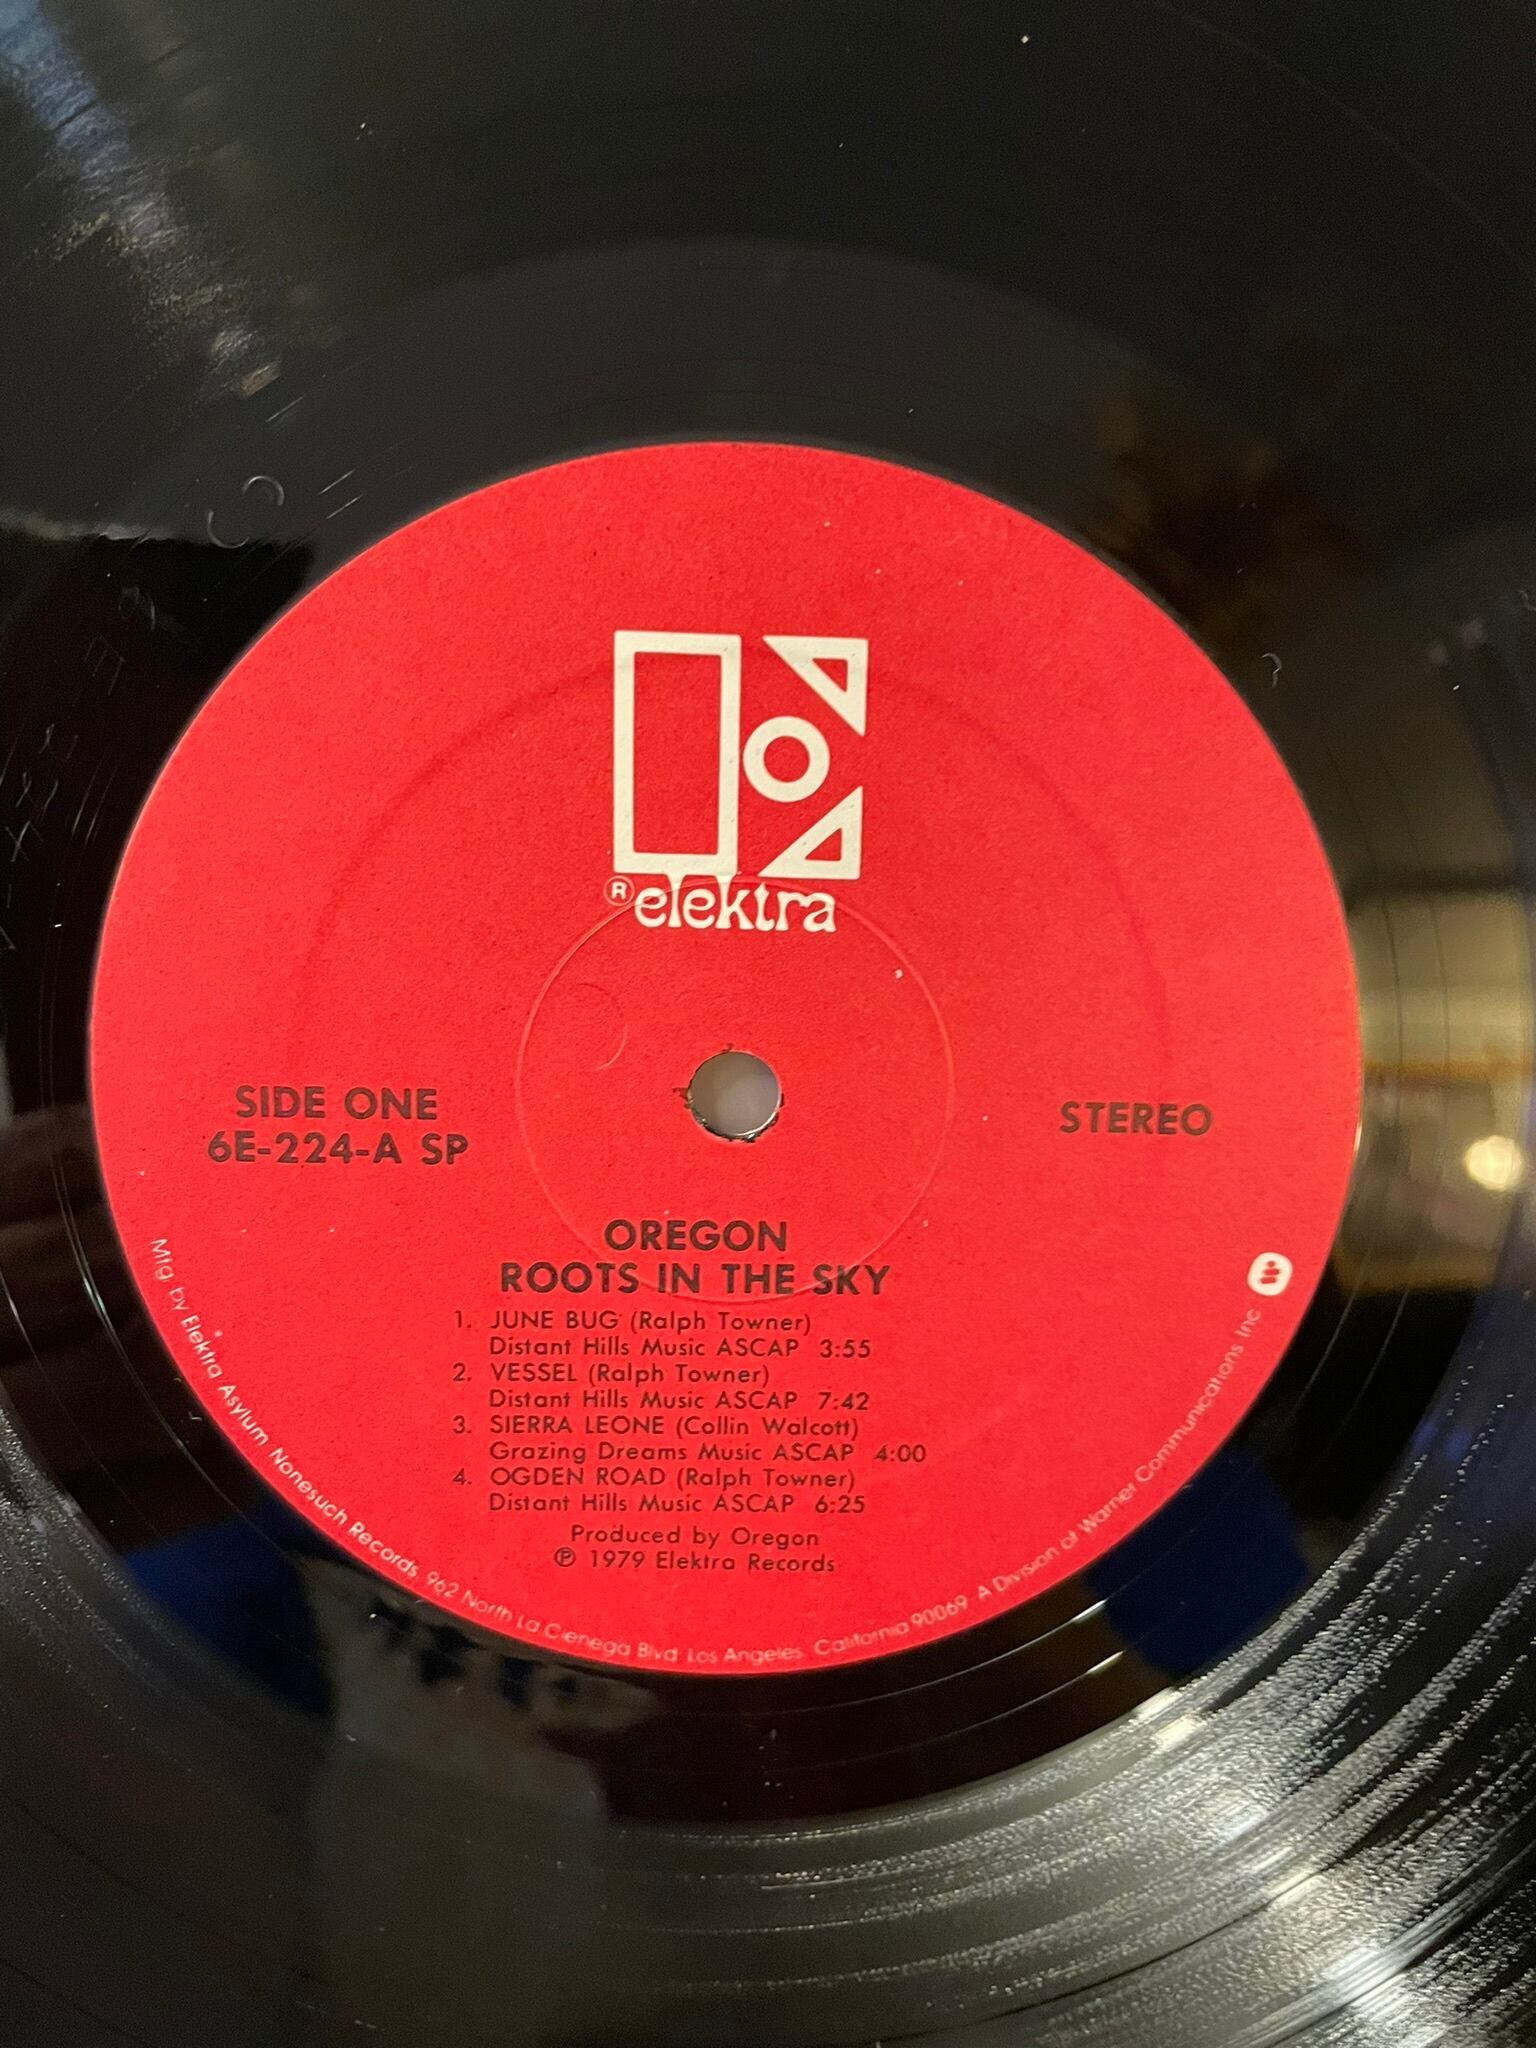 ® elektra
SIDE ONE
6E-224-A SP
STEREO
OREGON
ROOTS IN THE SKY
1. JUNE BUG (Ralph Towner)
Distant Hills Music ASCAP 3:55
2. VESSEL (Ralph Towner)
Distant Hills Music ASCAP 7:42
3. SIERRA LEONE (Collin Walcott)
Grazing Dreams Music ASCAP 4:00
4. OGDEN ROAD (Ralph Towner)
Distant Hills Music ASCAP 6:25
Produced by Oregon
℗ 1979 Elektra Records
Mfg. by Elektra Asylum Nonesuch Records 962 North La Cienega Blvd. Los Angeles. California 90069 A Division of Warner Communications Inc